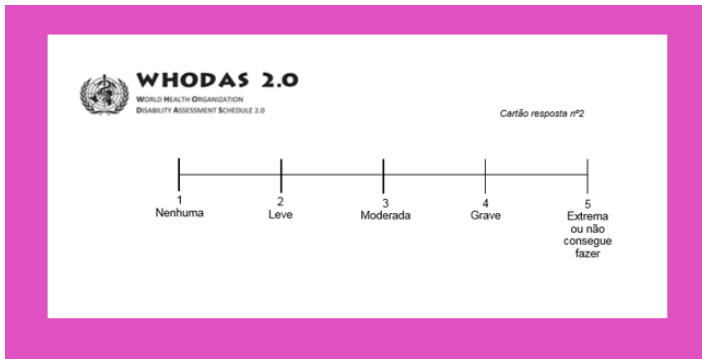 WHODAS 2.0
WORLD HEALTH ORGANIZATION
DISABILITY ASSESSMENT SCHEDULE 2.0
Cartão resposta nº2
1 2 3 4 5
Nenhuma Leve Moderada Grave Extrema
ou não
consegue
fazer